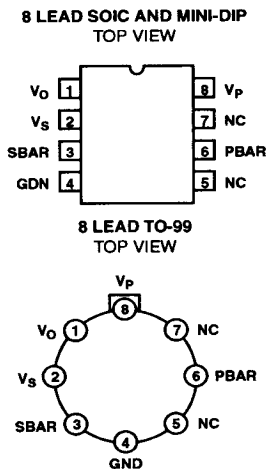 8 LEAD SOIC AND MINI-DIP
TOP VIEW
VO 1 8 VP
VS 2 7 NC
SBAR 3 6 PBAR
GDN 4 5 NC
8 LEAD TO-99
TOP VIEW
VP
8
VO 1 7 NC
VS 2 6 PBAR
SBAR 3 5 NC
4
GND